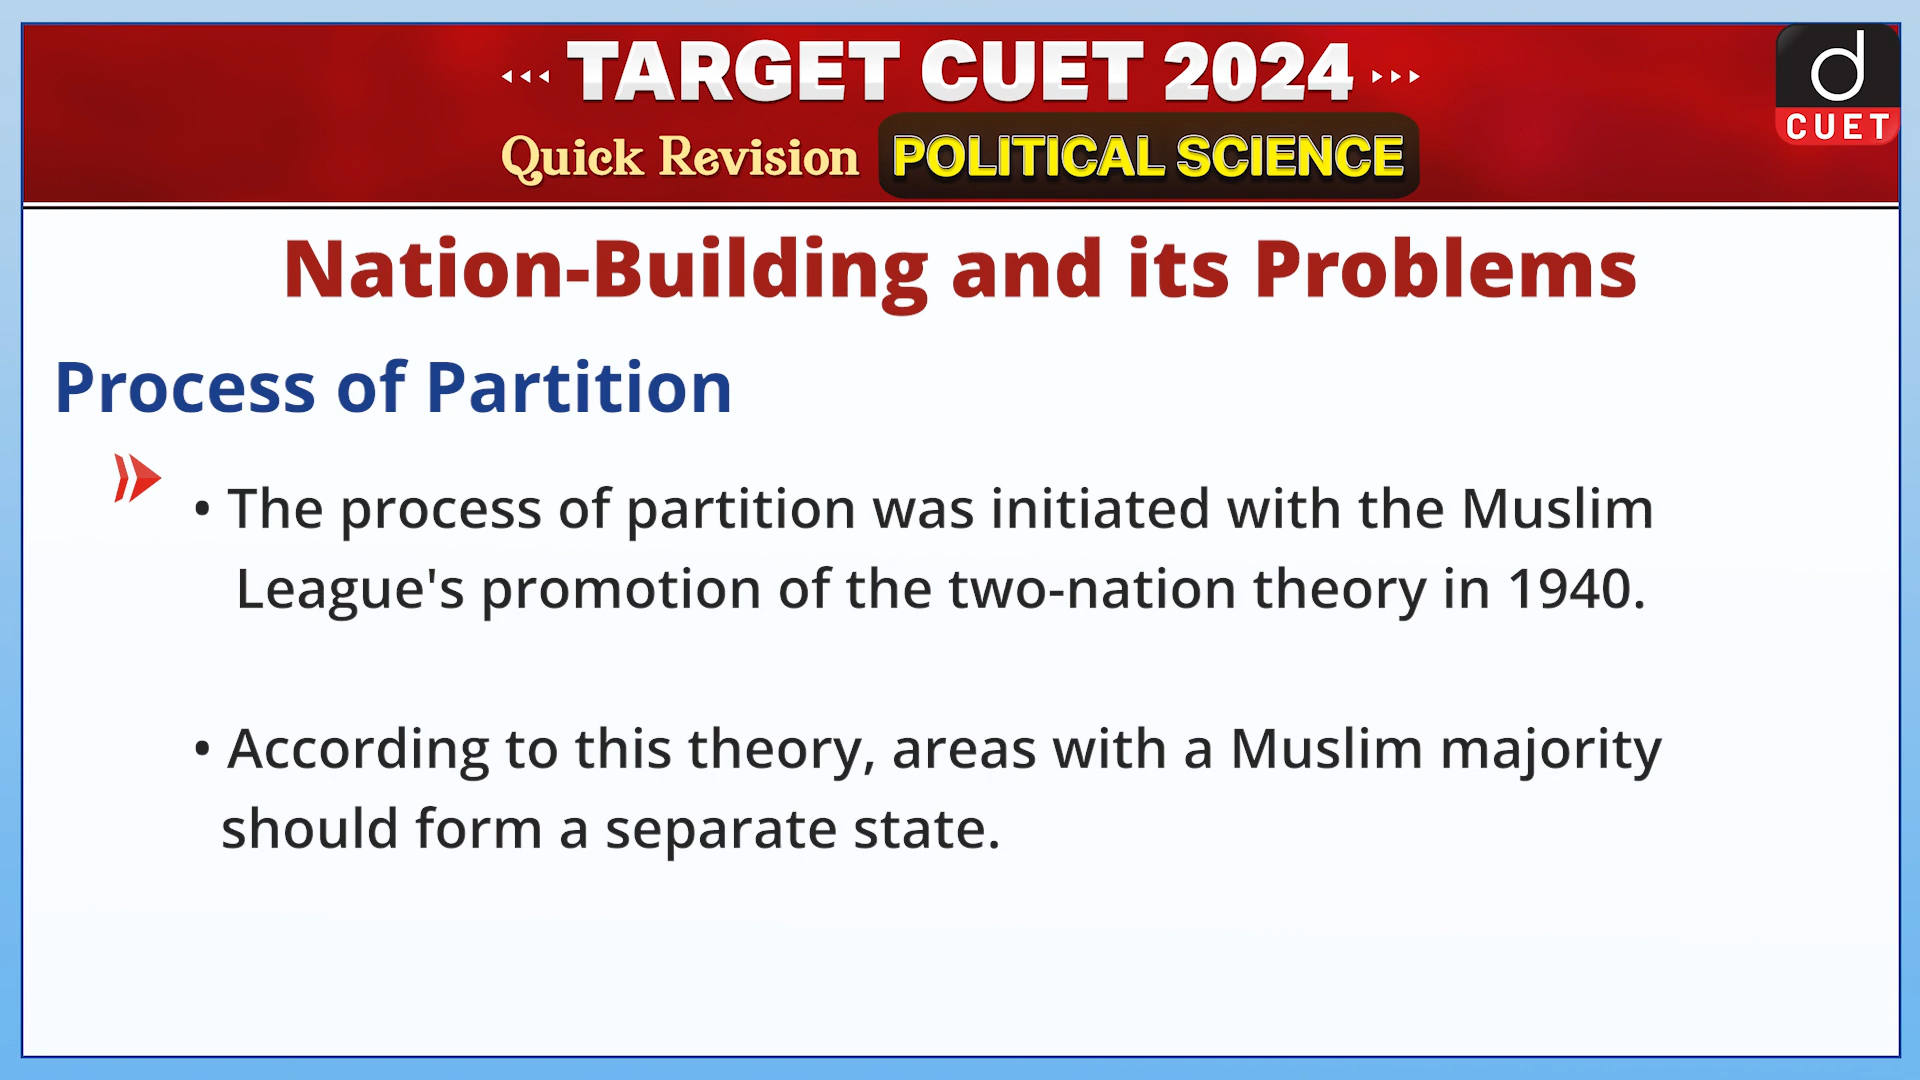 TARGET CUET 2024
Quick Revision POLITICAL SCIENCE
d
CUET
Nation-Building and its Problems
Process of Partition
• The process of partition was initiated with the Muslim
League's promotion of the two-nation theory in 1940.
• According to this theory, areas with a Muslim majority
should form a separate state.